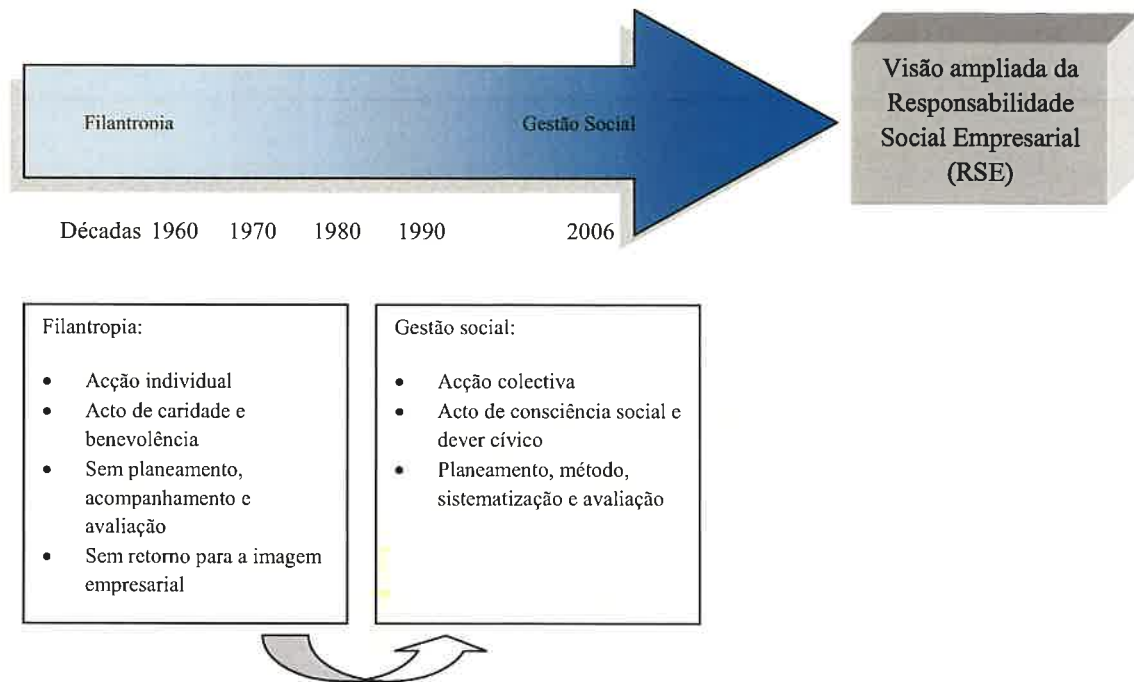 Filantropia
Gestão Social
Visão ampliada da
Responsabilidade
Social Empresarial
(RSE)
Décadas 1960 1970 1980 1990 2006
Filantropia:
• Acção individual
• Acto de caridade e
benevolência
• Sem planeamento,
acompanhamento e
avaliação
• Sem retorno para a imagem
empresarial
Gestão social:
• Acção colectiva
• Acto de consciência social e
dever cívico
• Planeamento, método,
sistematização e avaliação